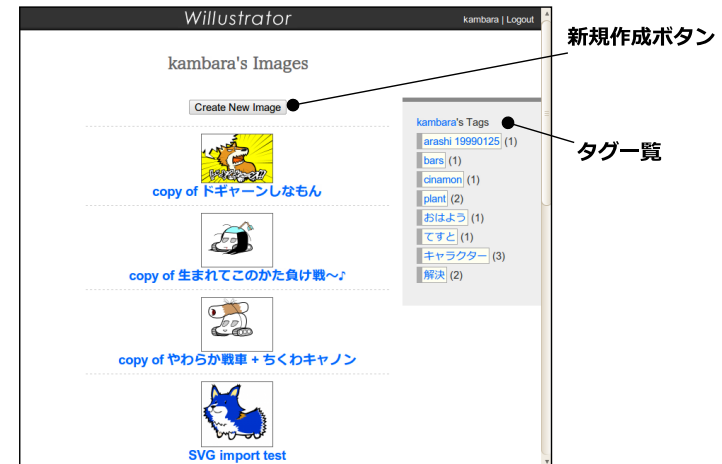 Willustrator
kambara | Logout
新規作成ボタン
kambara's Images
Create New Image
copy of ドギャーンしなもん
copy of 生まれてこのかた負け戦～♪
copy of やわらか戦車 + ちくわキャノン
SVG import test
kambara's Tags
タグ一覧
arashi 19990125 (1)
bars (1)
cinamon (1)
plant (2)
おはよう (1)
てすと (1)
キャラクター (3)
解決 (2)